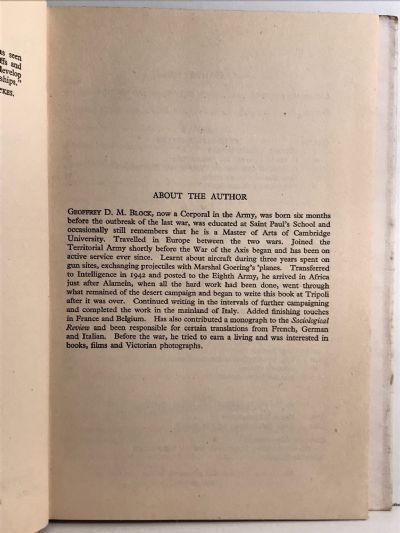 s seen
ffs and
develop
ships."
KES.
ABOUT THE AUTHOR
GEOFFREY D. M. BLOCK, now a Corporal in the Army, was born six months
before the outbreak of the last war, was educated at Saint Paul's School and
occasionally still remembers that he is a Master of Arts of Cambridge
University. Travelled in Europe between the two wars. Joined the
Territorial Army shortly before the War of the Axis began and has been on
active service ever since. Learnt about aircraft during three years spent on
gun sites, exchanging projectiles with Marshal Goering's 'planes. Transferred
to Intelligence in 1942 and posted to the Eighth Army, he arrived in Africa
just after Alamein, when all the hard work had been done, went through
what remained of the desert campaign and began to write this book at Tripoli
after it was over. Continued writing in the intervals of further campaigning
and completed the work in the mainland of Italy. Added finishing touches
in France and Belgium. Has also contributed a monograph to the Sociological
Review and been responsible for certain translations from French, German
and Italian. Before the war, he tried to earn a living and was interested in
books, films and Victorian photographs.